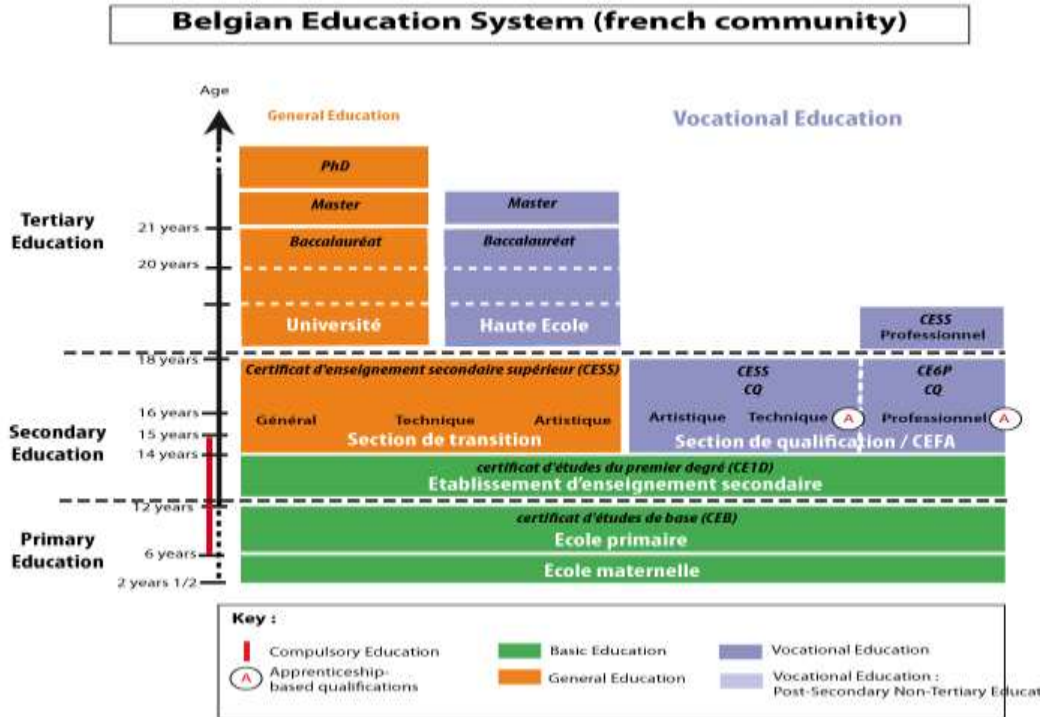 Belgian Education System (french community)
Age
General Education
Vocational Education
PhD
Master
Master
Tertiary
Education
21 years
Baccalauréat
Baccalauréat
20 years
Université
Haute Ecole
CESS
Professionnel
18 years
Certificat d'enseignement secondaire supérieur (CESS)
CESS
CQ
CE6P
CQ
16 years
Général
Technique
Artistique
Artistique
Technique
A
Professionnel
A
Secondary
Education
15 years
Section de transition
Section de qualification / CEFA
14 years
certificat d'études du premier degré (CE1D)
Etablissement d'enseignement secondaire
12 years
certificat d'études de base (CEB)
Primary
Education
Ecole primaire
6 years
Ecole maternelle
2 years 1/2
Key :
Compulsory Education
Basic Education
Vocational Education
A
Apprenticeship-
based qualifications
General Education
Vocational Education :
Post-Secondary Non-Tertiary Educat